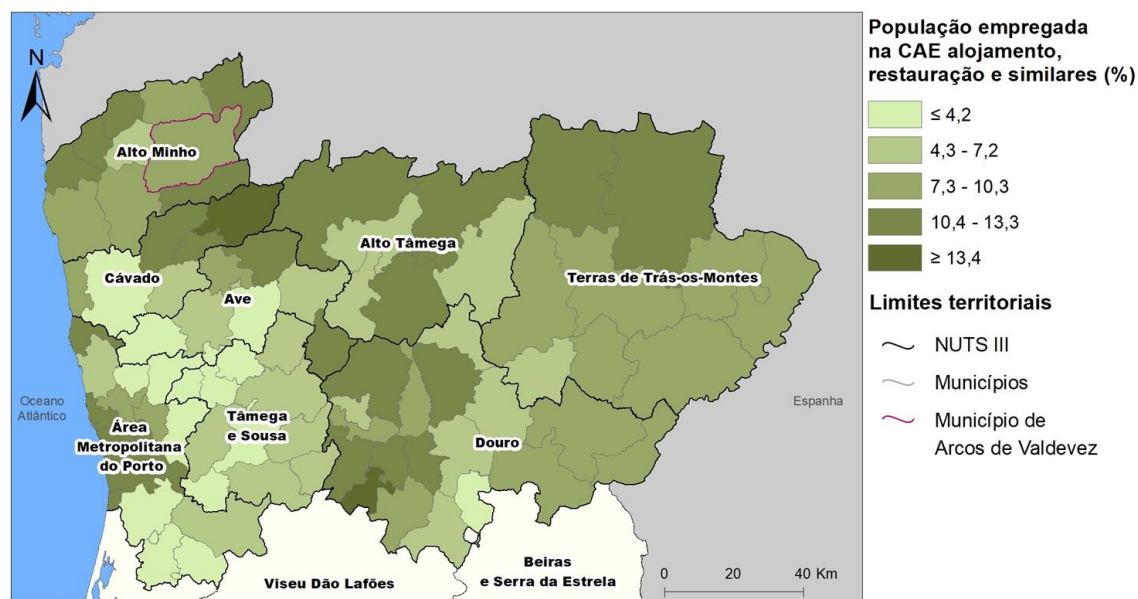 População empregada
na CAE alojamento,
restauração e similares (%)
≤ 4,2
4,3 - 7,2
7,3 - 10,3
10,4 - 13,3
≥ 13,4
Limites territoriais
NUTS III
Municípios
Município de
Arcos de Valdevez
N
Alto Minho
Alto Tâmega
Cávado
Terras de Trás-os-Montes
Ave
Oceano
Atlântico
Espanha
Tâmega
e Sousa
Área
Metropolitana
do Porto
Douro
Beiras
e Serra da Estrela
Viseu Dão Lafões
0 20 40 Km